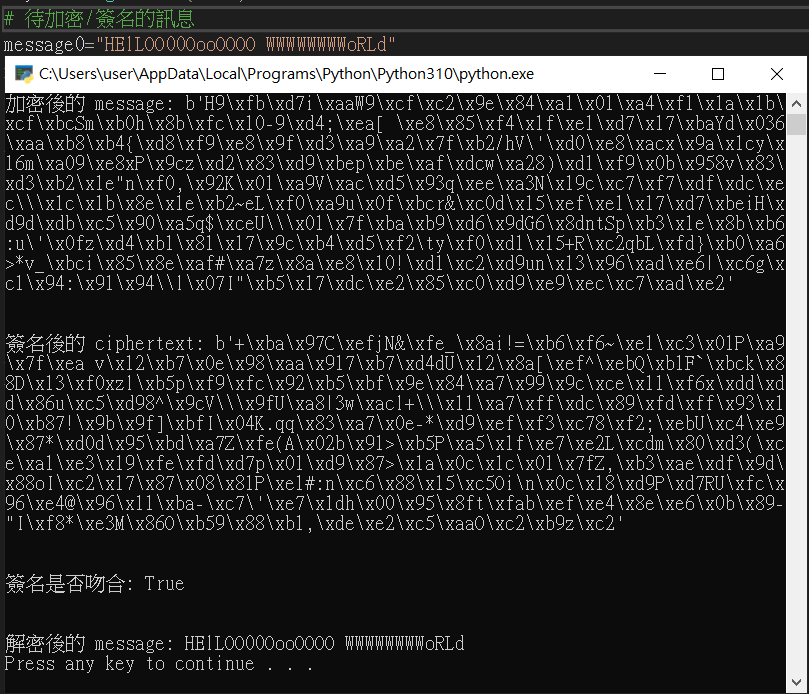 # 待加密/簽名的訊息
message0="HElLOO0OOooOOOO WWWWWWWWoRLd"
C:\Users\user\AppData\Local\Programs\Python\Python310\python.exe
加密後的 message: b'H9\xfb\xd7i\xaaW9\xcf\xc2\x9e\x84\xa1\x01\xa4\xf1\x1a\x1b\
xcf\xbcSm\xb0h\x8b\xfc\x10-9\xd4;\xea[ \xe8\x85\xf4\x1f\xe1\xd7\x17\xbaYd\x036
\xaa\xb8\xb4{\xd8\xf9\xe8\x9f\xd3\xa9\xa2\x7f\xb2/hV\'\xd0\xe8\xacx\x9a\x1cy\x
16m\xa09\xe8xP\x9cz\xd2\x83\xd9\xbep\xbe\xaf\xdcw\xa28)\xd1\xf9\x0b\x958v\x83\
xd3\xb2\x1e"n\xf0,\x92K\x01\xa9V\xac\xd5\x93q\xee\xa3N\x19c\xc7\xf7\xdf\xdc\xe
c\\\x1c\x1b\x8e\x1e\xb2~eL\xf0\xa9u\x0f\xbcr&\xc0d\x15\xef\xe1\x17\xd7\xbeiH\x
d9d\xdb\xc5\x90\xa5q$\xceU\\\x01\x7f\xba\xb9\xd6\x9dG6\x8dntSp\xb3\x1e\x8b\xb6
:u\'\x0fz\xd4\xb1\x81\x17\x9c\xb4\xd5\xf2\ty\xf0\xd1\x15+R\xc2qbL\xfd}\xb0\xa6
>*v_\xbci\x85\x8e\xaf#\xa7z\x8a\xe8\x10!\xd1\xc2\xd9un\x13\x96\xad\xe6|\xc6g\x
c1\x94:\x91\x94\\l\x07I"\xb5\x17\xdc\xe2\x85\xc0\xd9\xe9\xec\xc7\xad\xe2'
簽名後的 ciphertext: b'+\xba\x97C\xefjN&\xfe_\x8ai!=\xb6\xf6~\xe1\xc3\x01P\xa9
\x7f\xea v\x12\xb7\x0e\x98\xaa\x917\xb7\xd4dU\x12\x8a[\xef^\xebQ\xb1F`\xbck\x8
8D\x13\xf0xzl\xb5p\xf9\xfc\x92\xb5\xbf\x9e\x84\xa7\x99\x9c\xce\x11\xf6x\xdd\xd
d\x86u\xc5\xd98^\x9cV\\\x9fU\xa8|3w\xacl+\\\x11\xa7\xff\xdc\x89\xfd\xff\x93\x1
0\xb87!\x9b\x9f]\xbfI\x04K.qq\x83\xa7\x0e-*\xd9\xef\xf3\xc78\xf2;\xebU\xc4\xe9
\x87*\xd0d\x95\xbd\xa7Z\xfe(A\x02b\x91>\xb5P\xa5\x1f\xe7\xe2L\xcdm\x80\xd3(\xc
e\xa1\xe3\x19\xfe\xfd\xd7p\x01\xd9\x87>\x1a\x0c\x1c\x01\x7fZ,\xb3\xae\xdf\x9d\
x88oI\xc2\x17\x87\x08\x81P\xe1#:n\xc6\x88\x15\xc5Oi\n\x0c\x18\xd9P\xd7RU\xfc\x
96\xe4@\x96\x11\xba-\xc7\'\xe7\x1dh\x00\x95\x8ft\xfab\xef\xe4\x8e\xe6\x0b\x89-
"I\xf8*\xe3M\x86O\xb59\x88\xb1,\xde\xe2\xc5\xaaO\xc2\xb9z\xc2'
簽名是否吻合: True
解密後的 message: HElLOO0OOooOOOO WWWWWWWWoRLd
Press any key to continue . . .